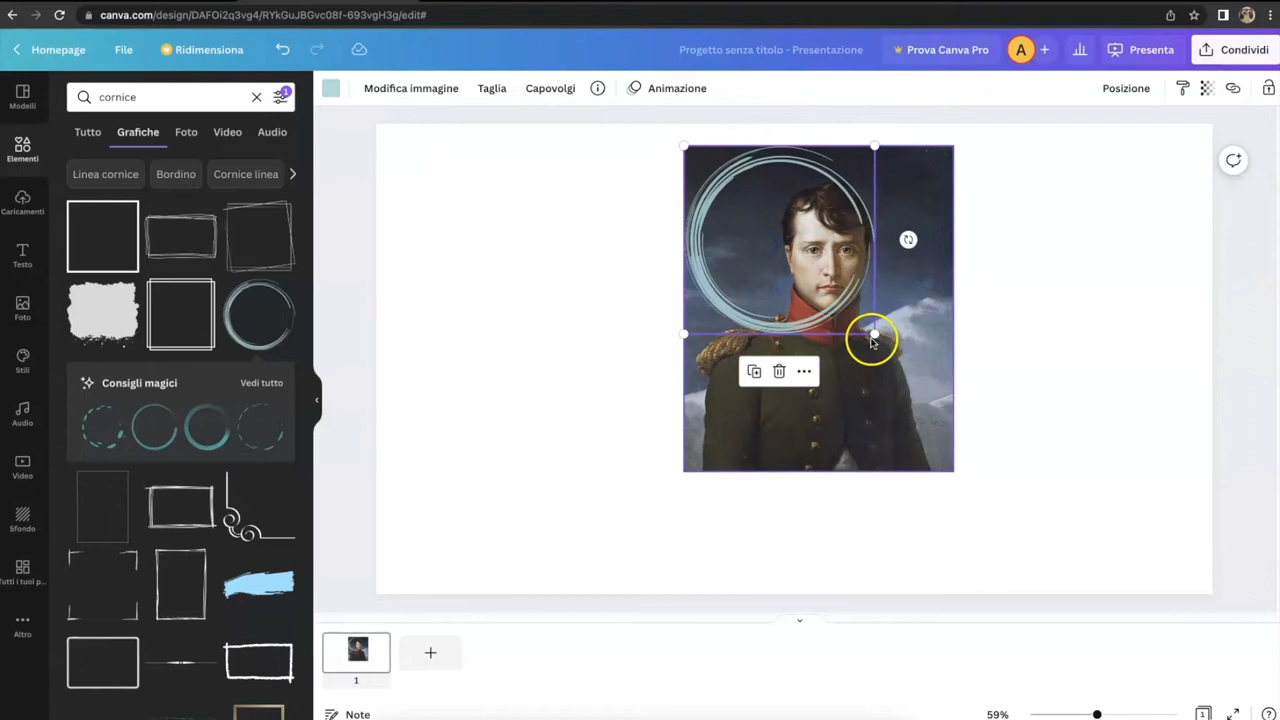 canva.com/design/DAFOi2q3vg4/RYkGuJBGvc08f-693vgH3g/edit#
Homepage
File
Ridimensiona
Progetto senza titolo - Presentazione
Prova Canva Pro
A
Presenta
Condividi
Modelli
Elementi
Caricamenti
Testo
Foto
Stili
Audio
Video
Sfondo
Tutti i tuoi p...
Altro
cornice
1
Tutto
Grafiche
Foto
Video
Audio
Linea cornice
Bordino
Cornice linea
Consigli magici
Vedi tutto
Modifica immagine
Taglia
Capovolgi
Animazione
Posizione
1
Note
59%
1